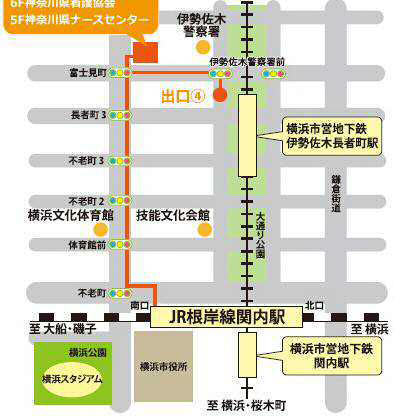 6F神奈川県看護協会
5F神奈川県ナースセンター
伊勢佐木
警察署
富士見町
伊勢佐木警察署前
出口④
長者町3
横浜市営地下鉄
伊勢佐木長者町駅
不老町3
鎌倉街道
不老町2
横浜文化体育館
技能文化会館
大通り公園
体育館前
不老町
南口
北口
JR根岸線関内駅
至 大船・磯子
至 横浜
横浜公園
横浜スタジアム
横浜市役所
横浜市営地下鉄
関内駅
至 横浜・桜木町